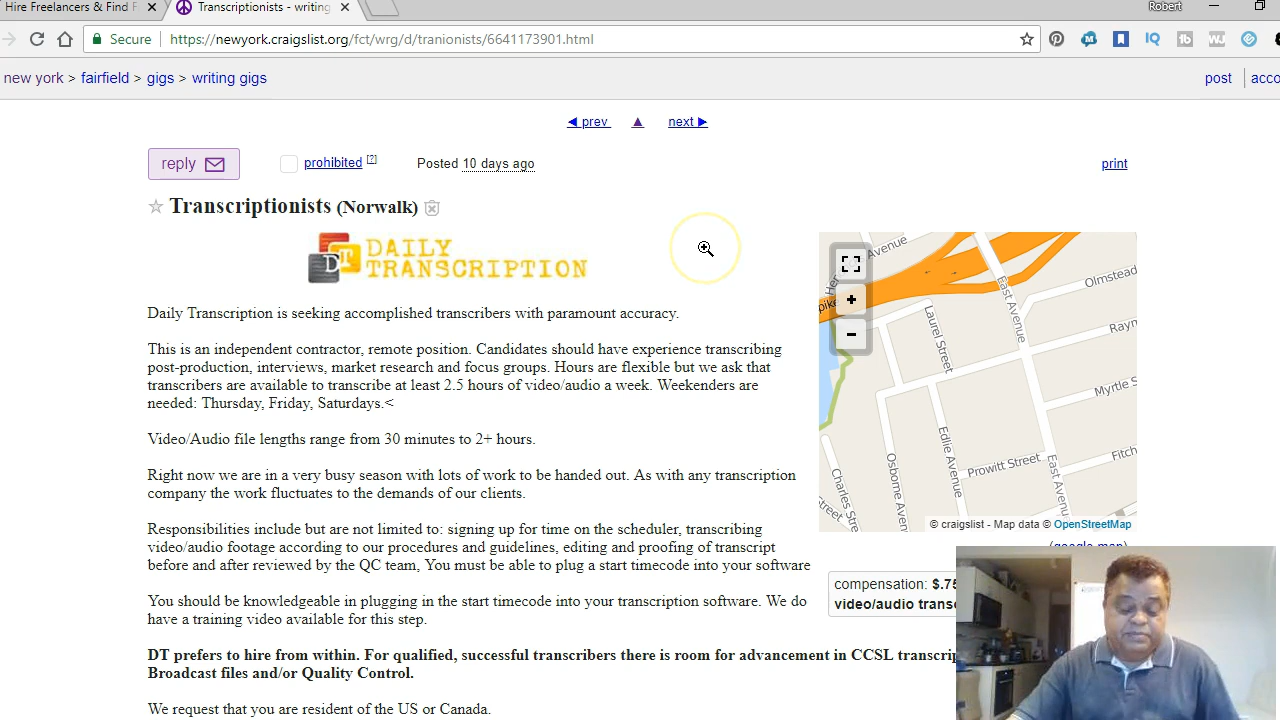 Hire Freelancers & Find F
Transcriptionists - writing
Robert
Secure
https://newyork.craigslist.org/fct/wrg/d/tranionists/6641173901.html
new york > fairfield > gigs > writing gigs
post
acco
◄ prev ▲ next ►
reply
prohibited [?]
Posted 10 days ago
print
Transcriptionists (Norwalk)
DT DAILY
TRANSCRIPTION
Daily Transcription is seeking accomplished transcribers with paramount accuracy.
This is an independent contractor, remote position. Candidates should have experience transcribing
post-production, interviews, market research and focus groups. Hours are flexible but we ask that
transcribers are available to transcribe at least 2.5 hours of video/audio a week. Weekenders are
needed: Thursday, Friday, Saturdays.<
Video/Audio file lengths range from 30 minutes to 2+ hours.
Right now we are in a very busy season with lots of work to be handed out. As with any transcription
company the work fluctuates to the demands of our clients.
Responsibilities include but are not limited to: signing up for time on the scheduler, transcribing
video/audio footage according to our procedures and guidelines, editing and proofing of transcript
before and after reviewed by the QC team, You must be able to plug a start timecode into your software
You should be knowledgeable in plugging in the start timecode into your transcription software. We do
have a training video available for this step.
DT prefers to hire from within. For qualified, successful transcribers there is room for advancement in CCSL transcrip
Broadcast files and/or Quality Control.
We request that you are resident of the US or Canada.
Avenue
Olmstead
East Avenue
Laurel Street
Raym
Myrtle S
Edlie Avenue
Prowitt Street
Fitch
Osborne Aven
East Avenue
Charles Stre
Street
© craigslist - Map data © OpenStreetMap
(google map)
compensation: $.75
video/audio trans